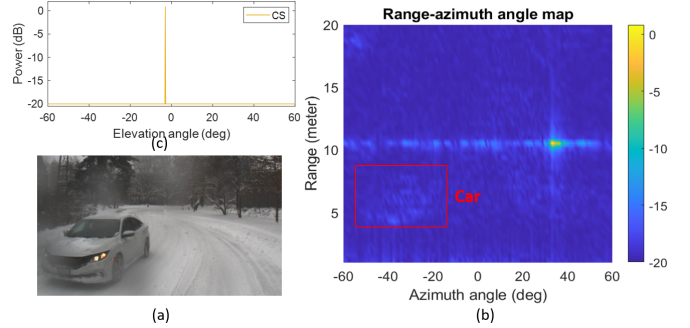 CS
Power (dB)
0
-5
-10
-15
-20
-60
-40
-20
0
20
40
60
Elevation angle (deg)
(c)
(a)
Range-azimuth angle map
Range (meter)
20
15
10
5
Car
-60
-40
-20
0
20
40
60
Azimuth angle (deg)
(b)
0
-5
-10
-15
-20